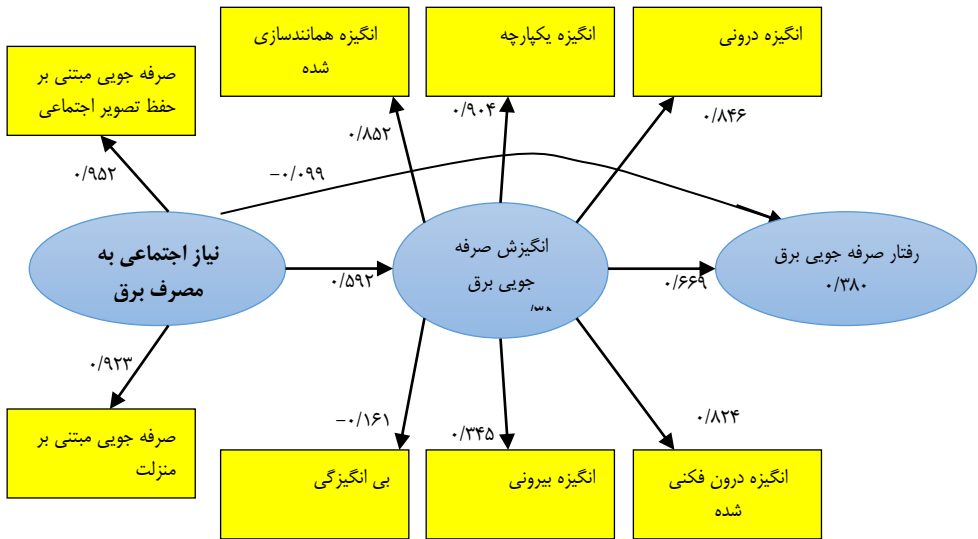 انگیزه همانندسازی
شده
انگیزه یکپارچه
انگیزه درونی
صرفه جویی مبتنی بر
حفظ تصویر اجتماعی
۰/۸۵۲
۰/۹۰۴
۰/۸۴۶
۰/۹۵۲
-۰/۰۹۹
نیاز اجتماعی به
مصرف برق
۰/۵۹۲
انگیزش صرفه
جویی برق
۰/۶۶۹
رفتار صرفه جویی برق
۰/۳۸۰
۰/۹۲۳
-۰/۱۶۱
۰/۳۴۵
۰/۸۲۴
صرفه جویی مبتنی بر
منزلت
بی انگیزگی
انگیزه بیرونی
انگیزه درون فکنی
شده